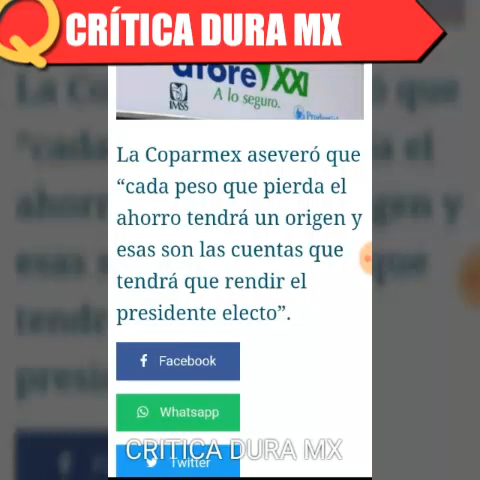 CRÍTICA DURA MX
afore XXI
IMSS
A lo seguro.
Prudential
La Coparmex aseveró que
“cada peso que pierda el
ahorro tendrá un origen y
esas son las cuentas que
tendrá que rendir el
presidente electo”.
Facebook
Whatsapp
Twitter
CRITICA DURA MX